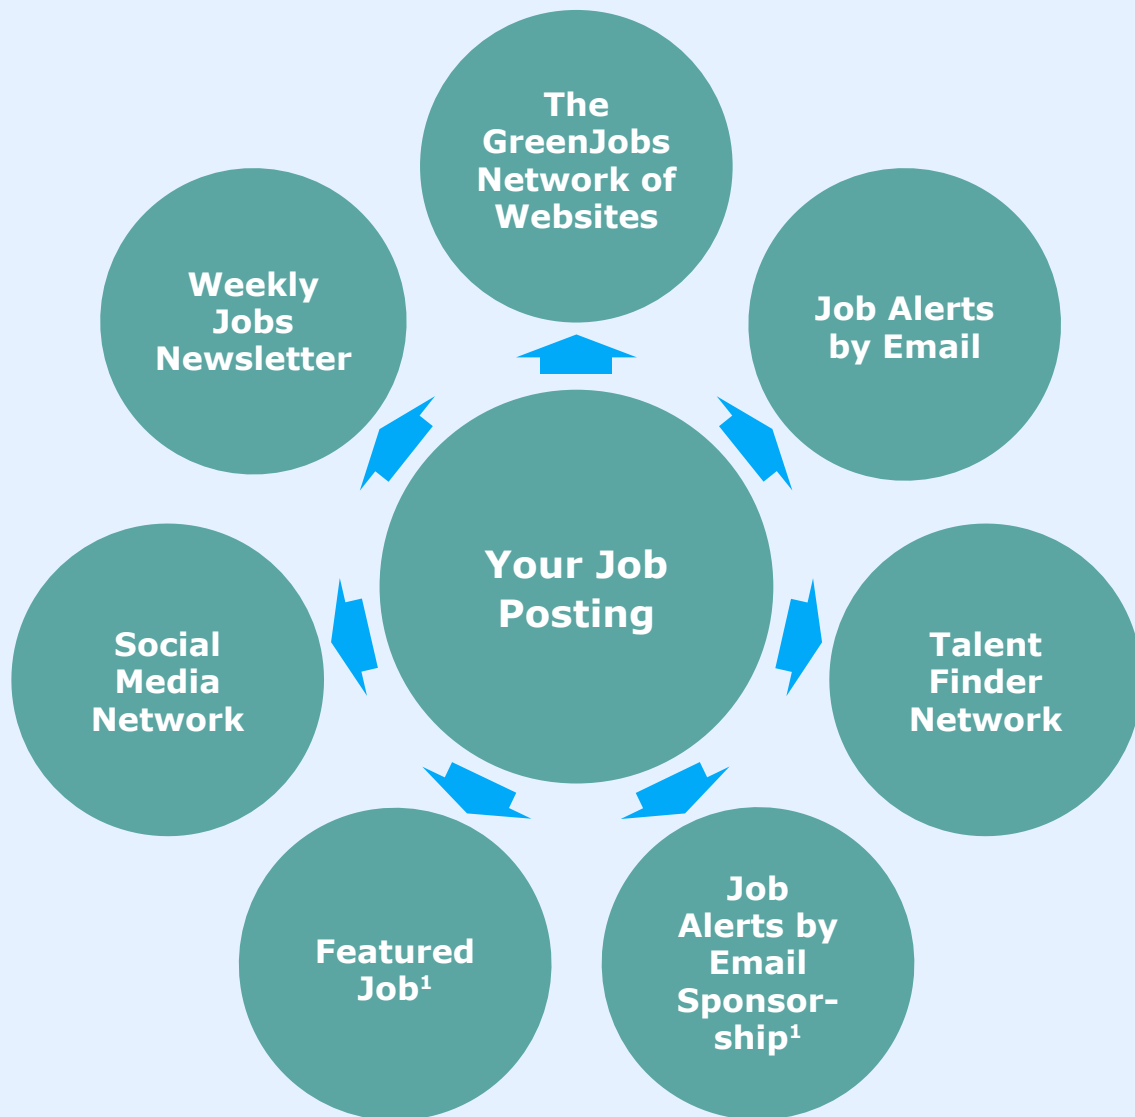 The
GreenJobs
Network of
Websites
Job Alerts
by Email
Talent
Finder
Network
Job
Alerts by
Email
Sponsor-
ship¹
Featured
Job¹
Social
Media
Network
Weekly
Jobs
Newsletter
Your Job
Posting